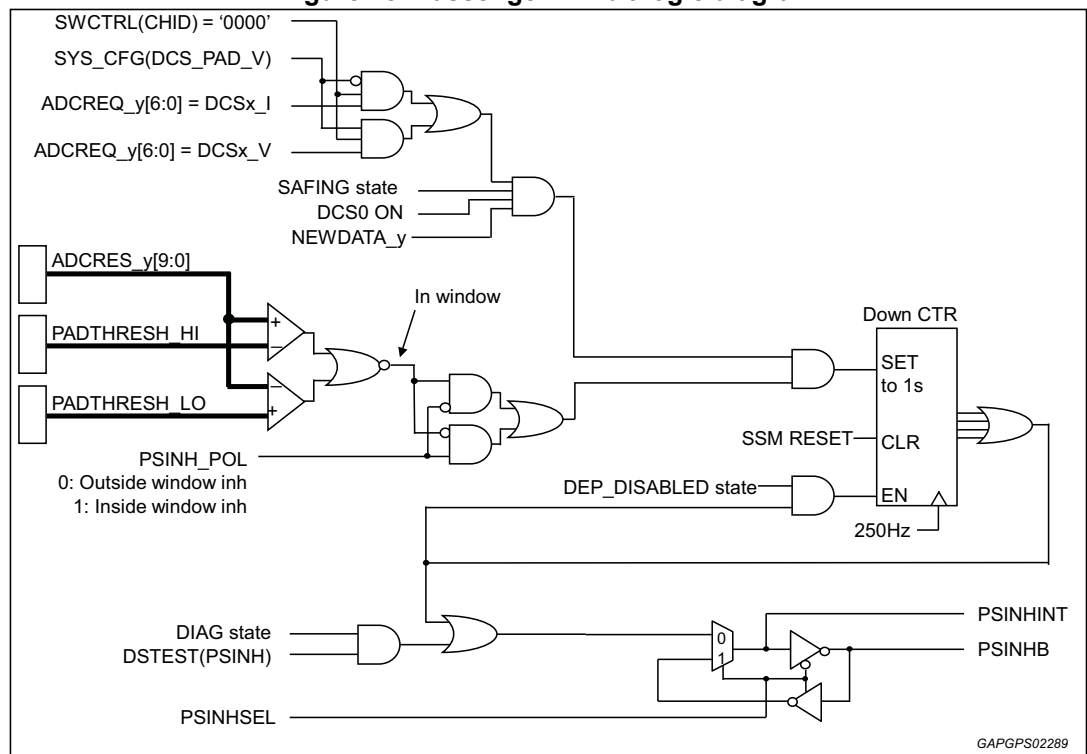 SWCTRL(CHID) = ‘0000’
SYS_CFG(DCS_PAD_V)
ADCREQ_y[6:0] = DCSx_I
ADCREQ_y[6:0] = DCSx_V
SAFING state
DCS0 ON
NEWDATA_y
ADCRES_y[9:0]
In window
PADTHRESH_HI
+
−
Down CTR
SET
to 1s
PADTHRESH_LO
−
+
SSM RESET
CLR
PSINH_POL
0: Outside window inh
1: Inside window inh
DEP_DISABLED state
EN
250Hz
PSINHINT
DIAG state
0
DSTEST(PSINH)
1
PSINHB
PSINHSEL
GAPGPS02289